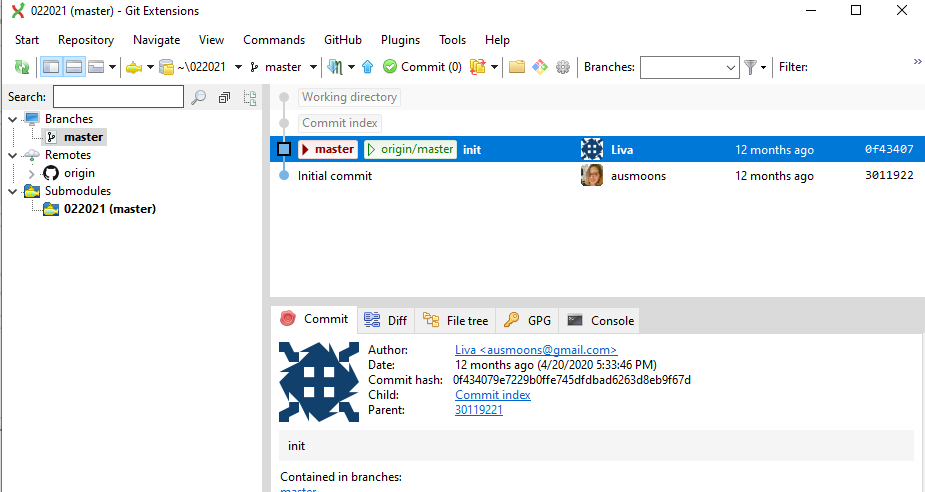 022021 (master) - Git Extensions
Start Repository Navigate View Commands GitHub Plugins Tools Help
~\022021 master Commit (0) Branches: Filter: »
Search:
Branches
master
Remotes
origin
Submodules
022021 (master)
Working directory
Commit index
master origin/master init Liva 12 months ago 0f43407
Initial commit ausmoons 12 months ago 3011922
Commit Diff File tree GPG Console
Author: Liva <ausmoons@gmail.com>
Date: 12 months ago (4/20/2020 5:33:46 PM)
Commit hash: 0f434079e7229b0ffe745dfdbad6263d8eb9f67d
Child: Commit index
Parent: 30119221
init
Contained in branches:
master